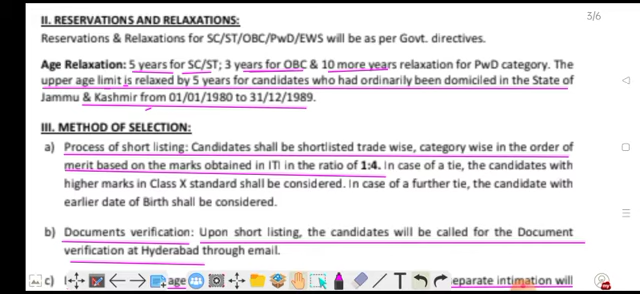 3/6
II. RESERVATIONS AND RELAXATIONS:
Reservations & Relaxations for SC/ST/OBC/PwD/EWS will be as per Govt. directives.
Age Relaxation: 5 years for SC/ST; 3 years for OBC & 10 more years relaxation for PwD category. The
upper age limit is relaxed by 5 years for candidates who had ordinarily been domiciled in the State of
Jammu & Kashmir from 01/01/1980 to 31/12/1989.
III. METHOD OF SELECTION:
a) Process of short listing: Candidates shall be shortlisted trade wise, category wise in the order of
merit based on the marks obtained in ITI in the ratio of 1:4. In case of a tie, the candidates with
higher marks in Class X standard shall be considered. In case of a further tie, the candidate with
earlier date of Birth shall be considered.
b) Documents verification: Upon short listing, the candidates will be called for the Document
verification at Hyderabad through email.
c) age eparate intimation will